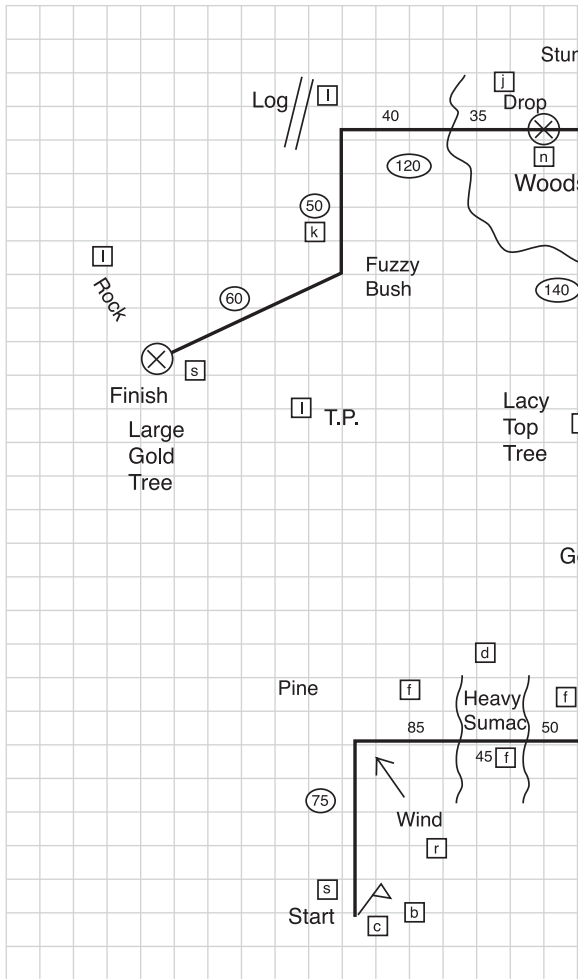 j
Log
l
Drop
40
35
n
120
Woods
50
k
l
Fuzzy
Bush
Rock
60
140
s
Finish
l
T.P.
Large
Gold
Tree
Lacy
Top
Tree
d
Pine
f
Heavy
Sumac
f
85
50
45
f
75
Wind
r
s
Start
b
c